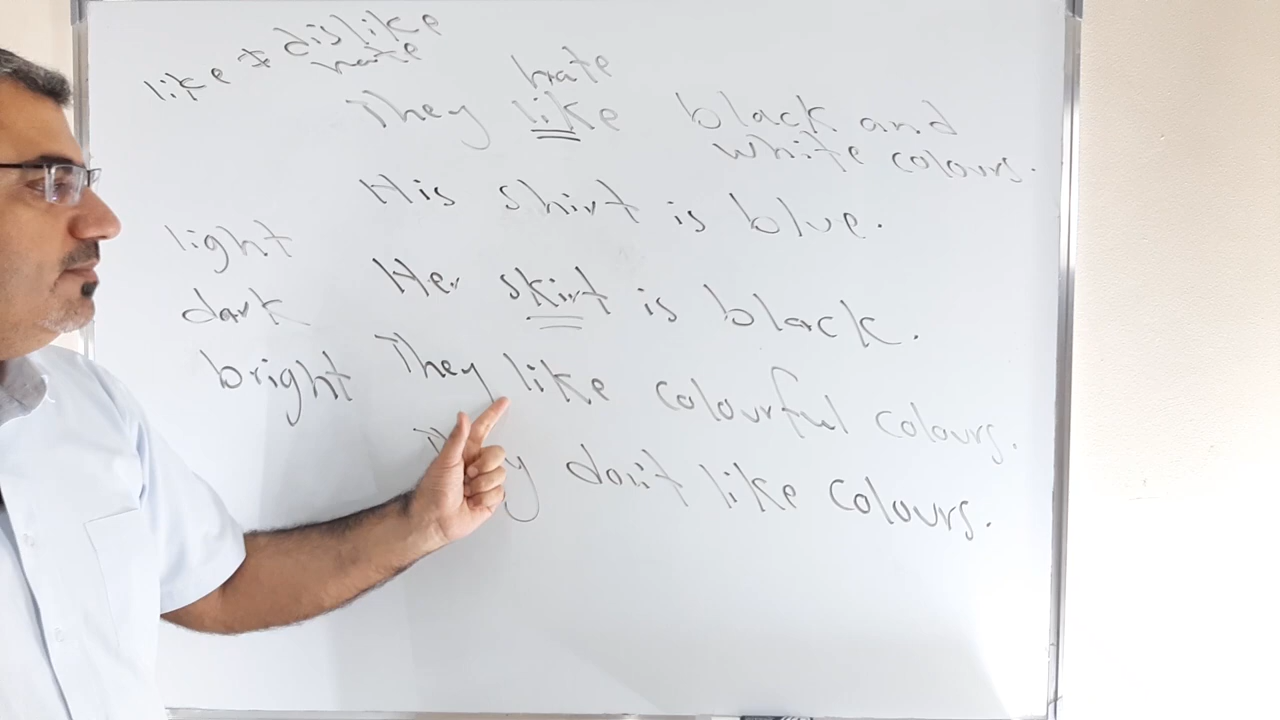 like ≠ dislike
hate
hate
They like black and
white colours.
His shirt is blue.
light
Her skirt is black.
dark
bright
They like colourful colours.
don't like colours.